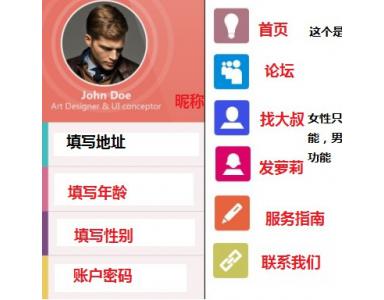 John Doe
Art Designer & UI conceptor
昵称
填写地址
填写年龄
填写性别
账户密码
首页
这个是
论坛
找大叔
女性只
能，男
功能
发萝莉
服务指南
联系我们